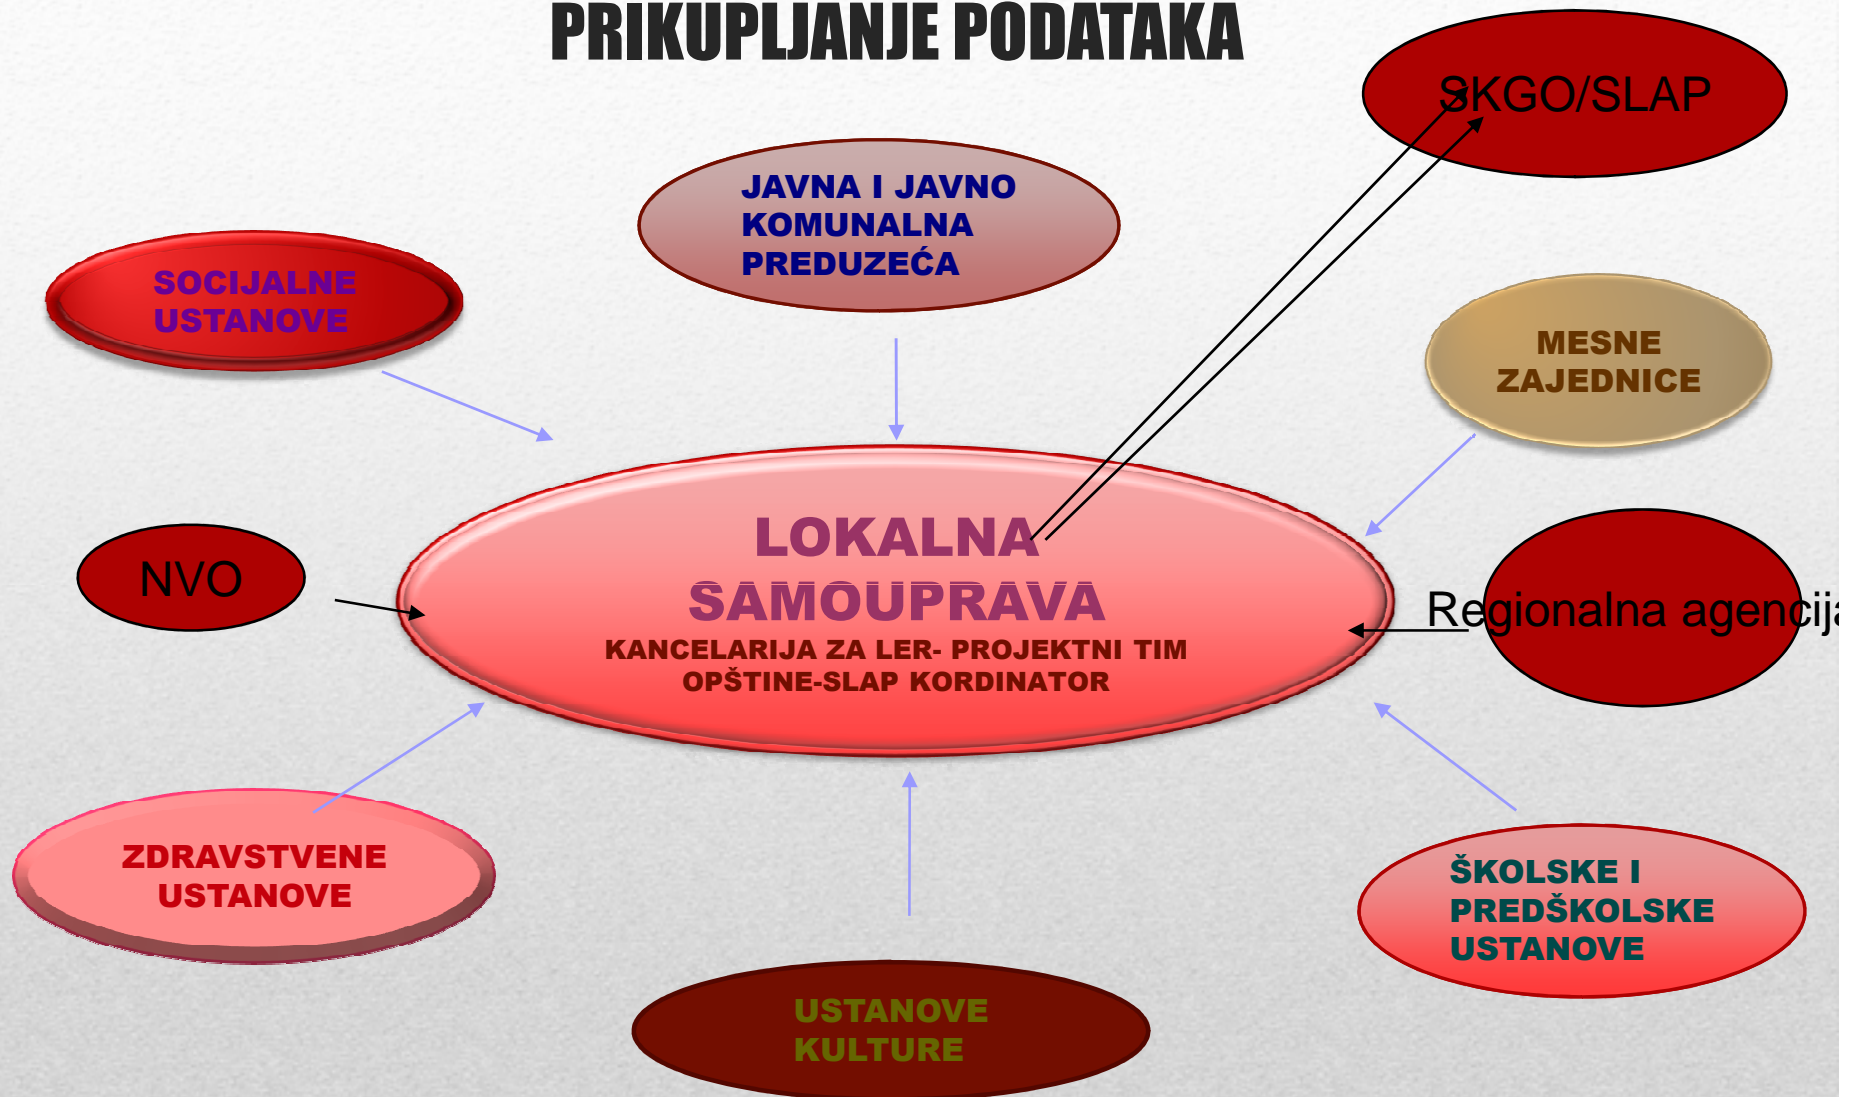 PRIKUPLJANJE PODATAKA
SKGO/SLAP
JAVNA I JAVNO
KOMUNALNA
PREDUZEĆA
SOCIJALNE
USTANOVE
MESNE
ZAJEDNICE
NVO
LOKALNA
SAMOUPRAVA
KANCELARIJA ZA LER- PROJEKTNI TIM
OPŠTINE-SLAP KORDINATOR
Regionalna agencija
ZDRAVSTVENE
USTANOVE
ŠKOLSKE I
PREDŠKOLSKE
USTANOVE
USTANOVE
KULTURE